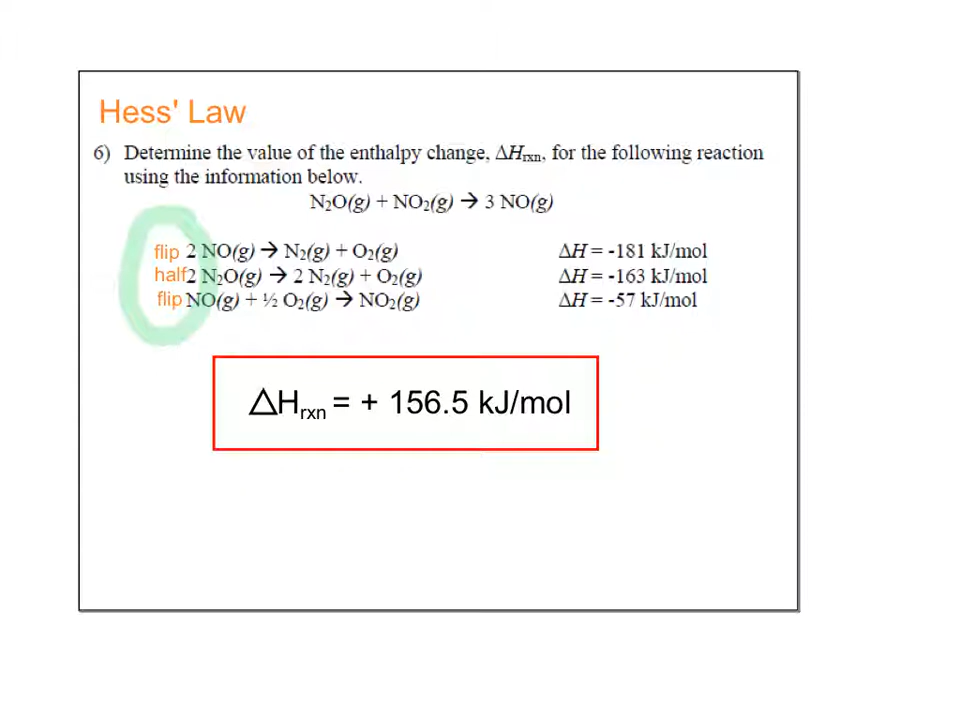 Hess' Law
6) Determine the value of the enthalpy change, ΔHrxn, for the following reaction
using the information below.
N₂O(g) + NO₂(g) → 3 NO(g)
flip 2 NO(g) → N₂(g) + O₂(g) ΔH = -181 kJ/mol
half 2 N₂O(g) → 2 N₂(g) + O₂(g) ΔH = -163 kJ/mol
flip NO(g) + ½ O₂(g) → NO₂(g) ΔH = -57 kJ/mol
△Hrxn = + 156.5 kJ/mol